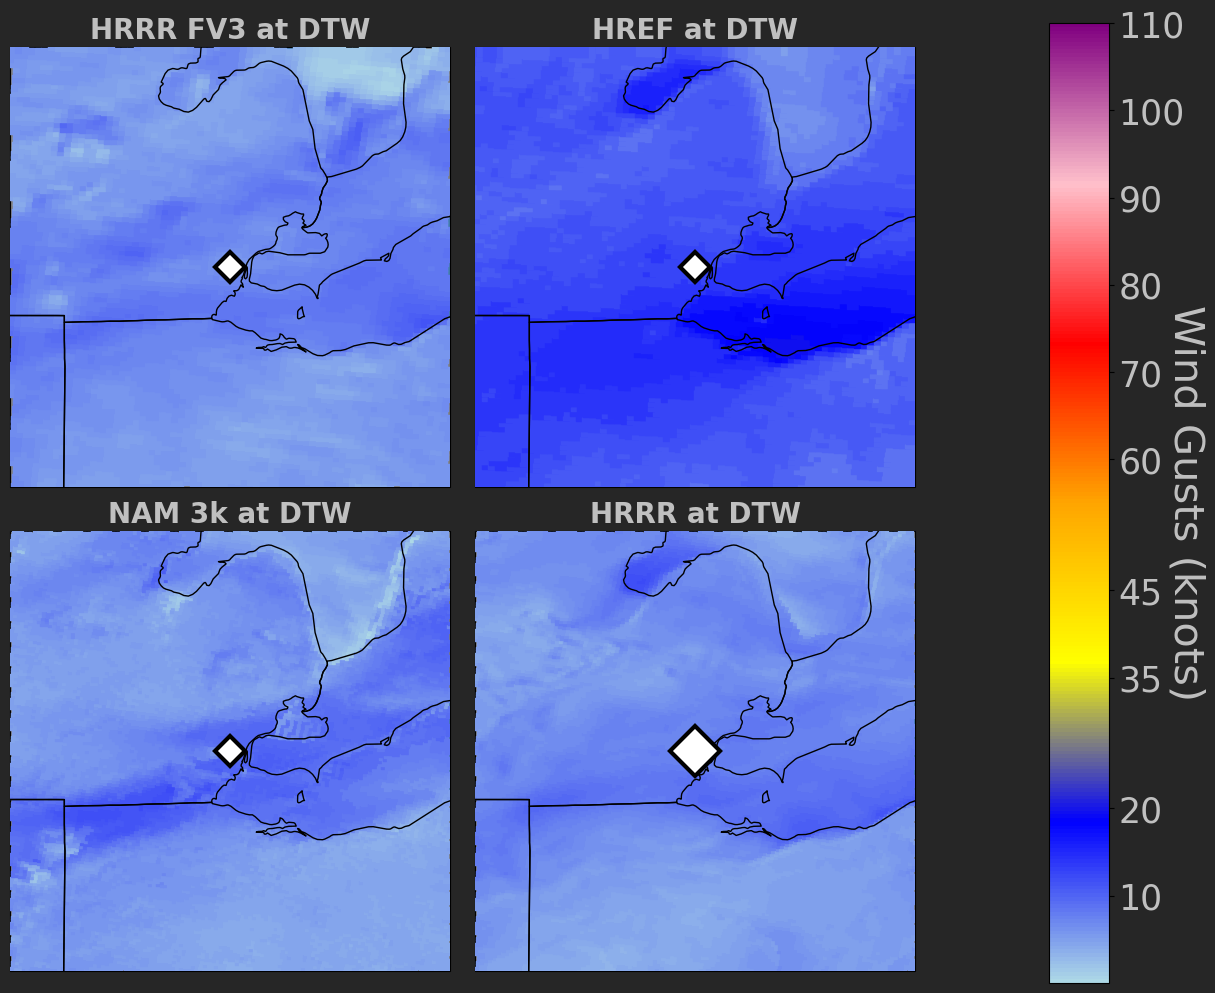 HRRR FV3 at DTW
HREF at DTW
NAM 3k at DTW
HRRR at DTW
110
100
90
80
70
60
45
35
20
10
Wind Gusts (knots)